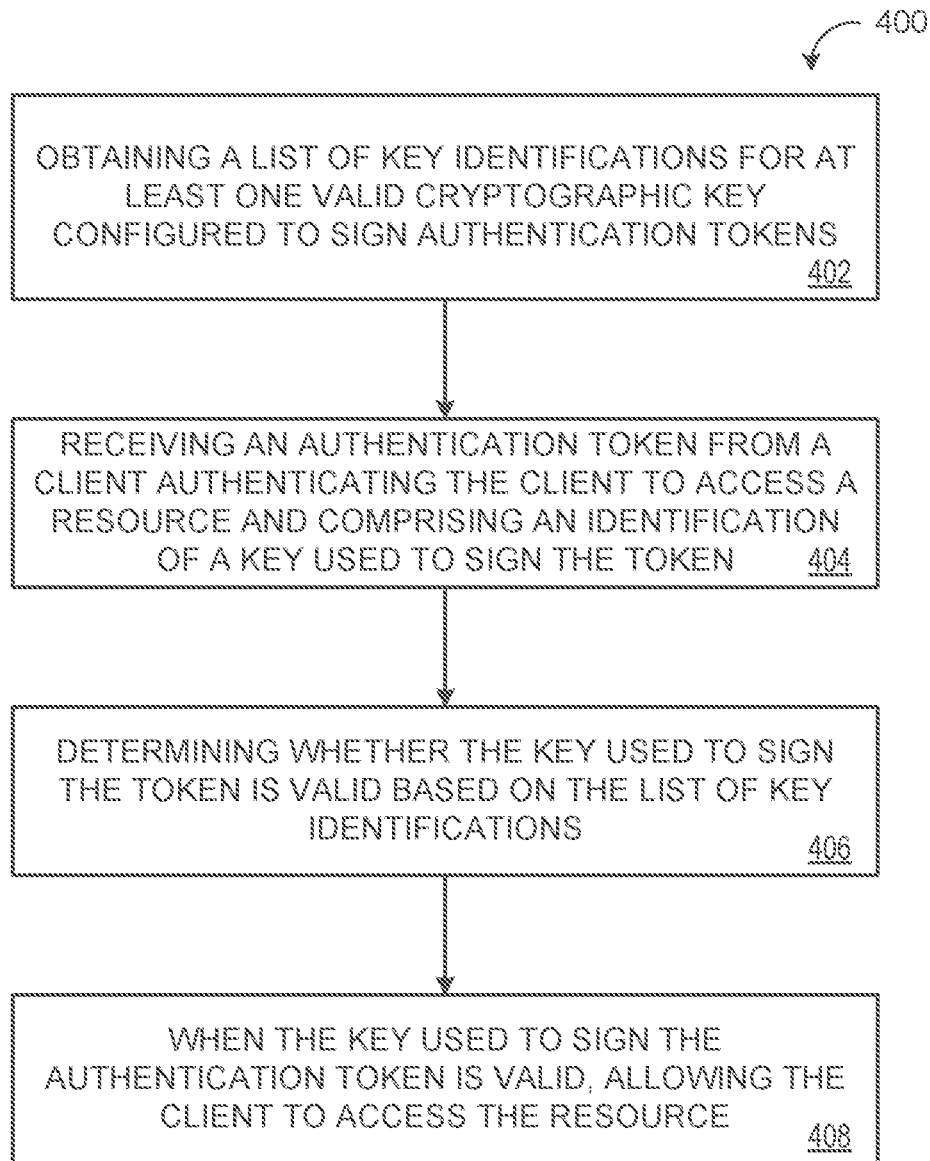 400
OBTAINING A LIST OF KEY IDENTIFICATIONS FOR AT
LEAST ONE VALID CRYPTOGRAPHIC KEY
CONFIGURED TO SIGN AUTHENTICATION TOKENS
402
RECEIVING AN AUTHENTICATION TOKEN FROM A
CLIENT AUTHENTICATING THE CLIENT TO ACCESS A
RESOURCE AND COMPRISING AN IDENTIFICATION
OF A KEY USED TO SIGN THE TOKEN
404
DETERMINING WHETHER THE KEY USED TO SIGN
THE TOKEN IS VALID BASED ON THE LIST OF KEY
IDENTIFICATIONS
406
WHEN THE KEY USED TO SIGN THE
AUTHENTICATION TOKEN IS VALID, ALLOWING THE
CLIENT TO ACCESS THE RESOURCE
408